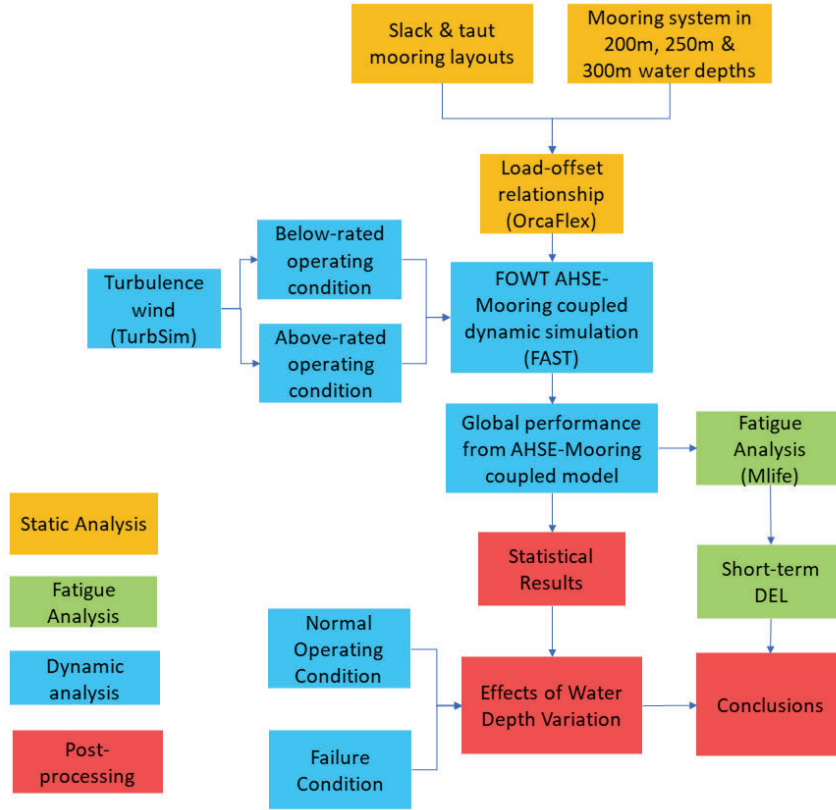 Slack & taut
mooring layouts
Mooring system in
200m, 250m &
300m water depths
Load-offset
relationship
(OrcaFlex)
Below-rated
operating
condition
Turbulence
wind
(TurbSim)
Above-rated
operating
condition
FOWT AHSE-
Mooring coupled
dynamic simulation
(FAST)
Global performance
from AHSE-Mooring
coupled model
Fatigue
Analysis
(Mlife)
Static Analysis
Statistical
Results
Short-term
DEL
Fatigue
Analysis
Normal
Operating
Condition
Dynamic
analysis
Effects of Water
Depth Variation
Conclusions
Post-
processing
Failure
Condition